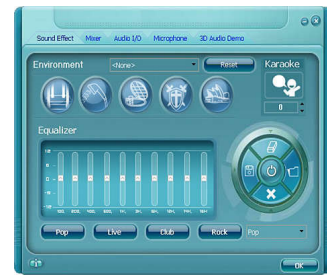 Sound Effect Mixer Audio I/O Microphone 3D Audio Demo
Environment <None> Reset Karaoke
0
Equalizer
Pop Live Club Rock Pop
OK